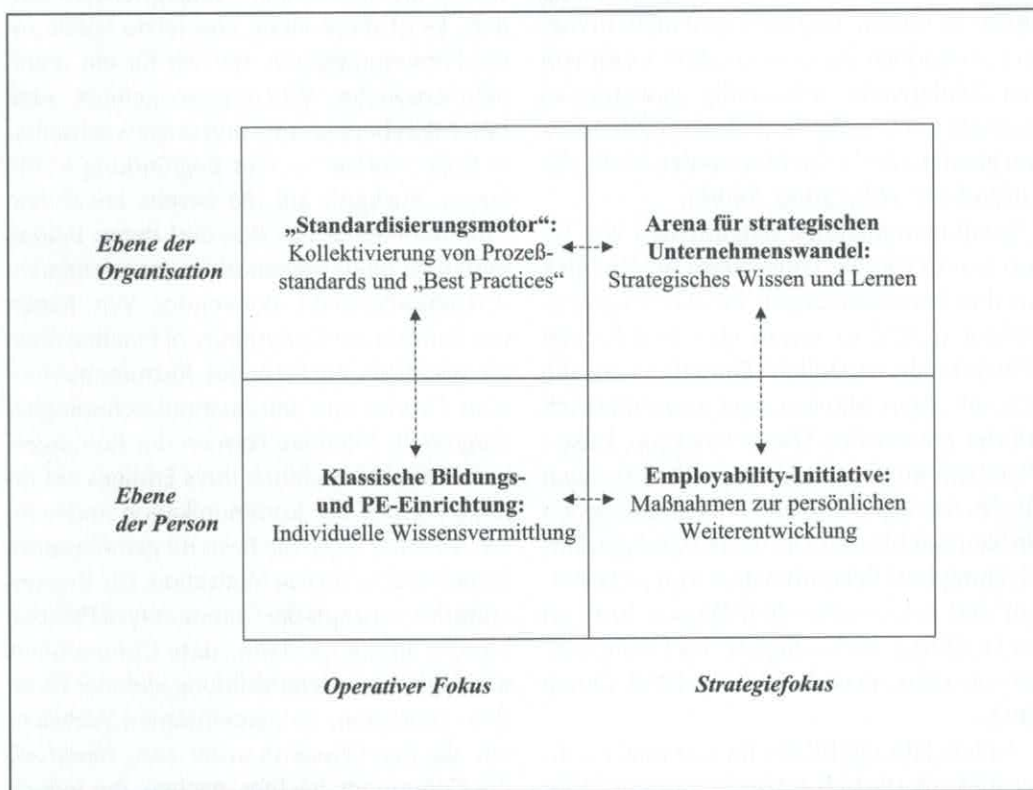 Ebene der
Organisation
„Standardisierungsmotor“:
Kollektivierung von Prozeß-
standards und „Best Practices“
Arena für strategischen
Unternehmenswandel:
Strategisches Wissen und Lernen
Ebene
der Person
Klassische Bildungs-
und PE-Einrichtung:
Individuelle Wissensvermittlung
Employability-Initiative:
Maßnahmen zur persönlichen
Weiterentwicklung
Operativer Fokus
Strategiefokus